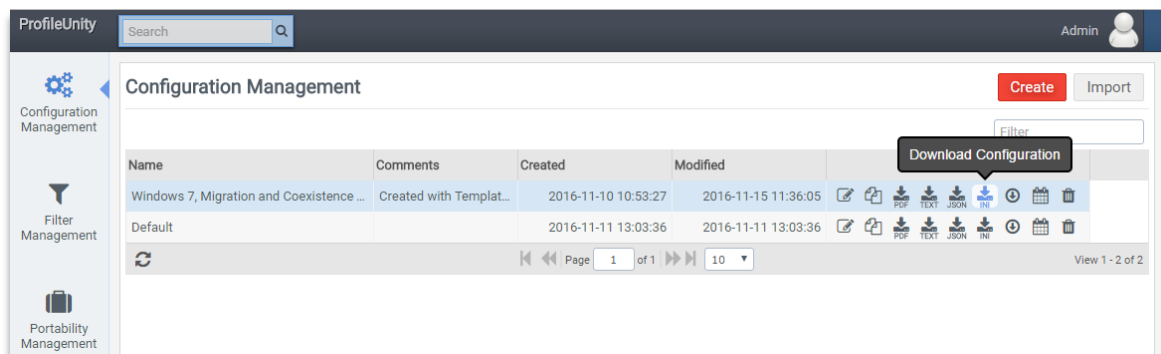 ProfileUnity
Search
Admin
Configuration Management
Configuration Management
Create
Import
Filter
Download Configuration
Name Comments Created Modified
Windows 7, Migration and Coexistence ... Created with Templat... 2016-11-10 10:53:27 2016-11-15 11:36:05 PDF TEXT JSON INI
Filter Management
Default 2016-11-11 13:03:36 2016-11-11 13:03:36 PDF TEXT JSON INI
Page 1 of 1 10 View 1 - 2 of 2
Portability Management